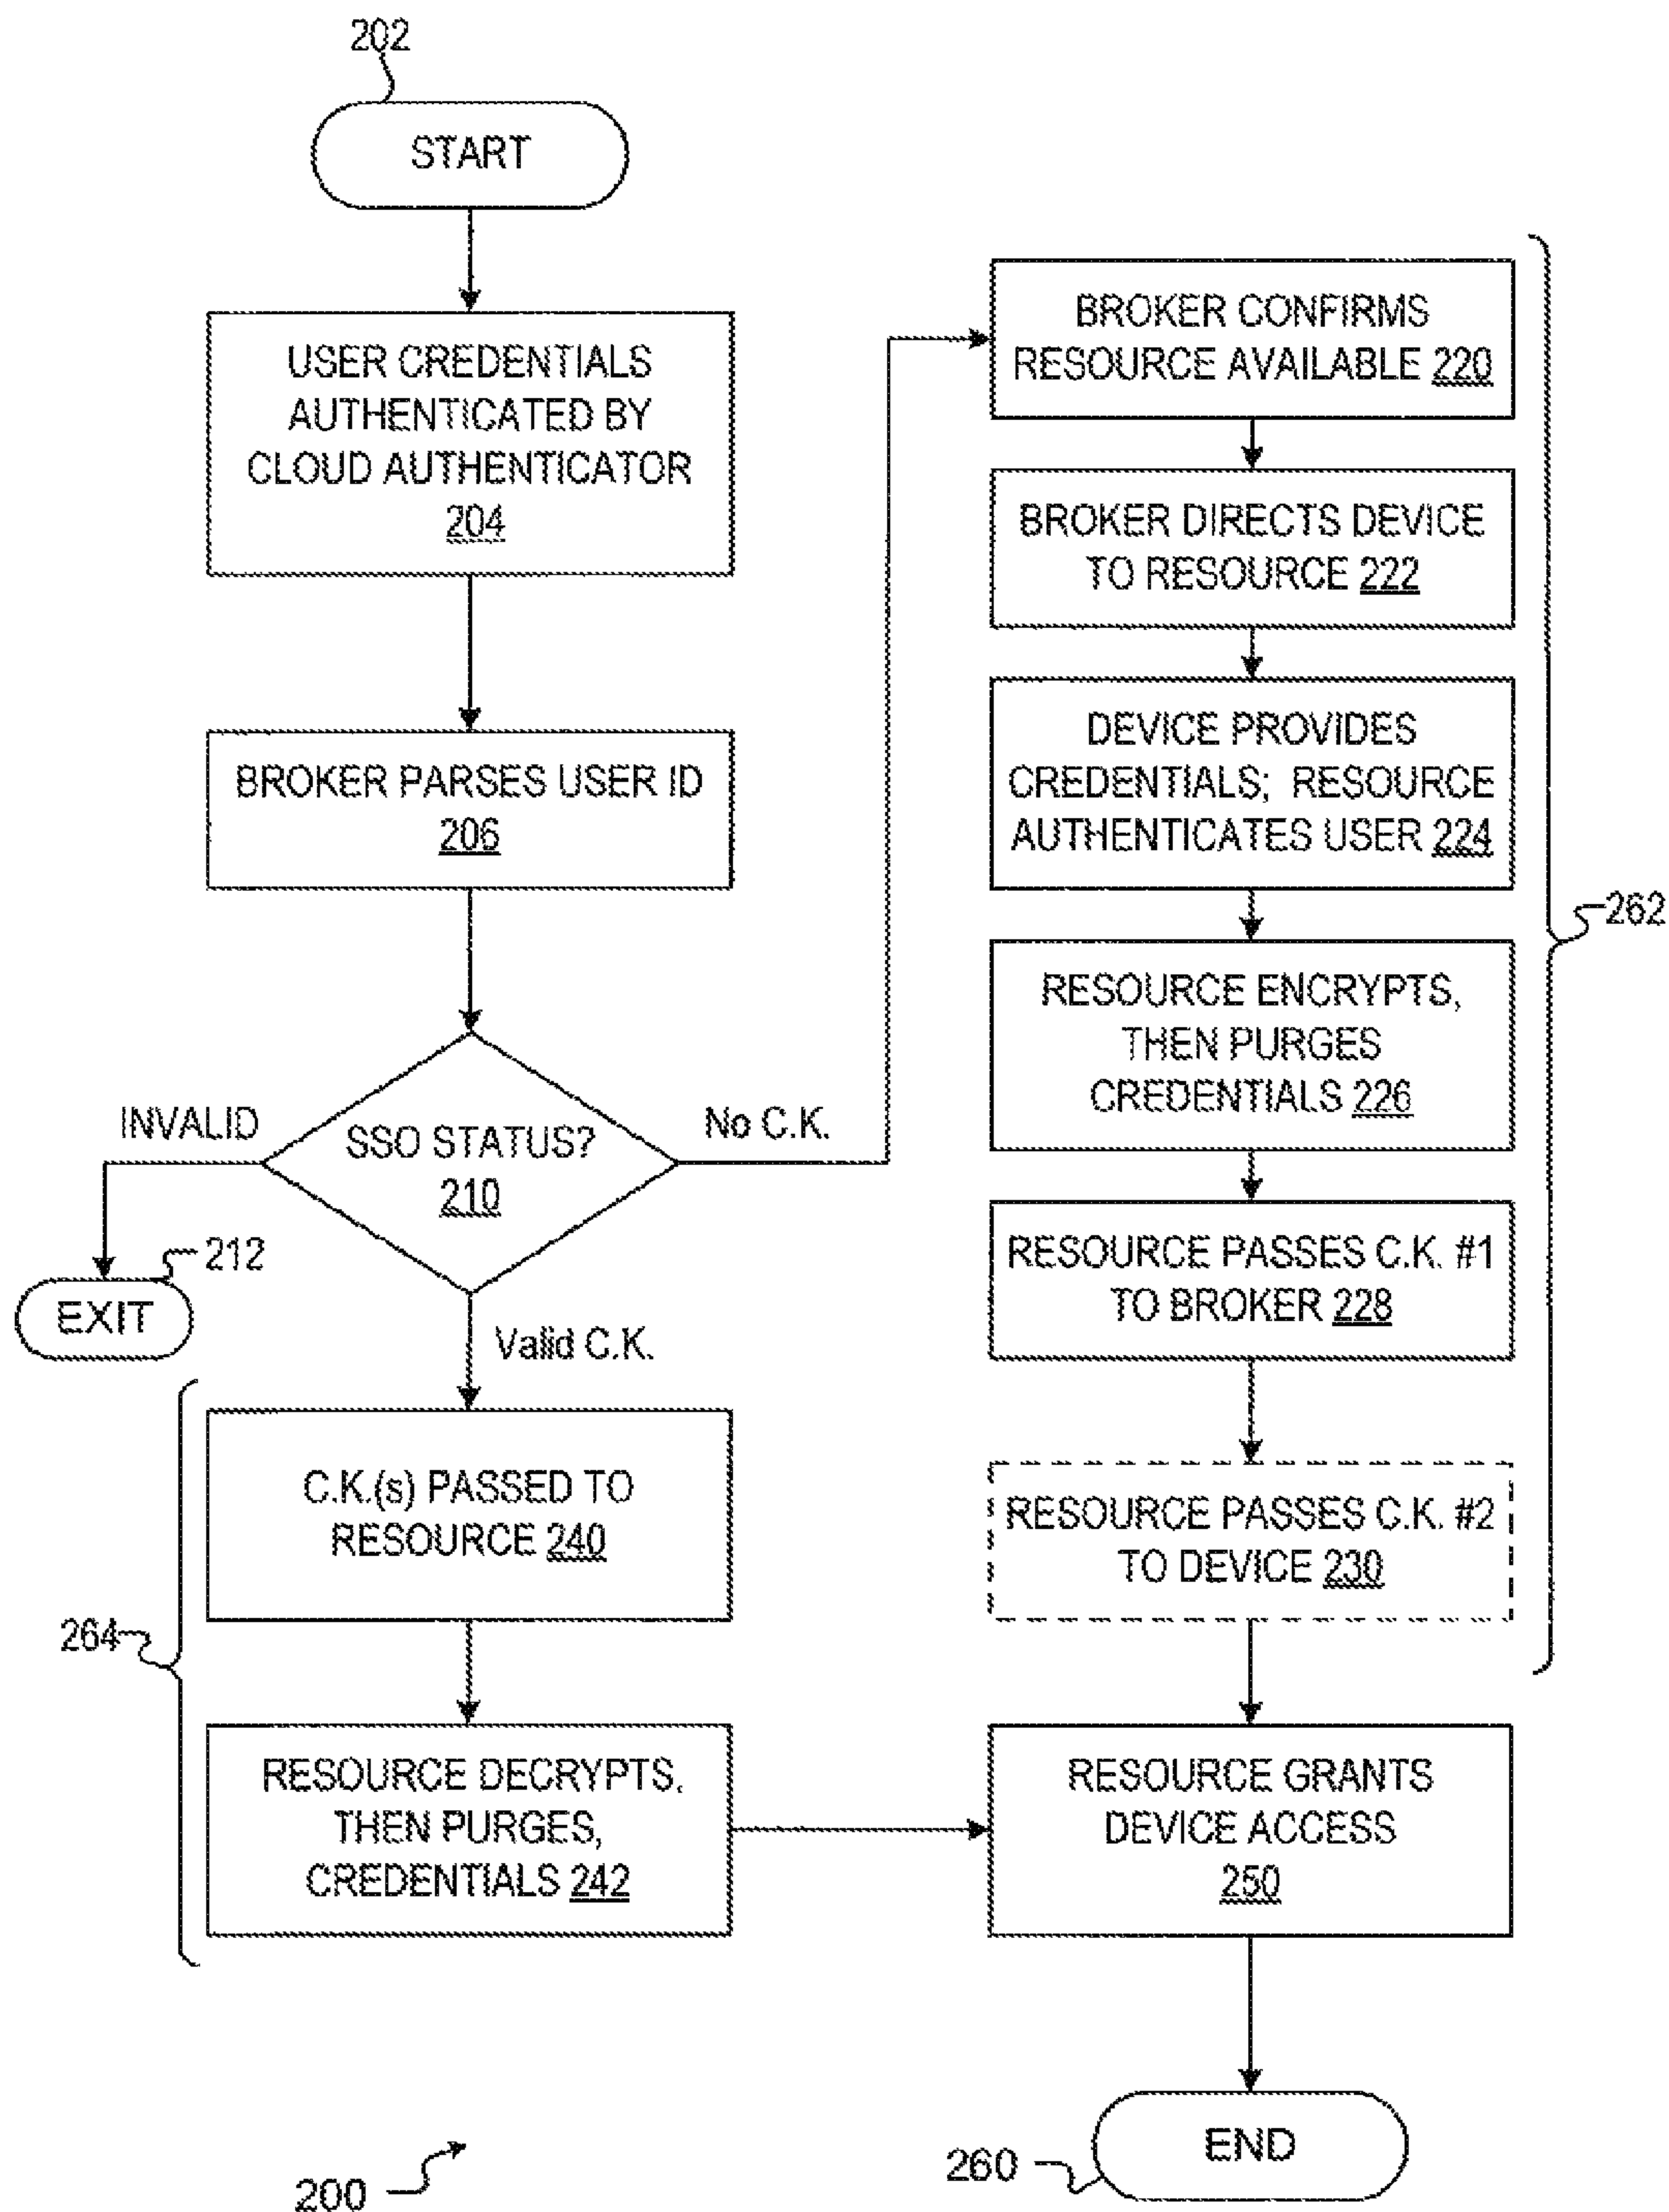 202
START
USER CREDENTIALS
AUTHENTICATED BY
CLOUD AUTHENTICATOR
204
BROKER PARSES USER ID
206
SSO STATUS?
210
INVALID
212
EXIT
No C.K.
Valid C.K.
C.K.(s) PASSED TO
RESOURCE 240
264
RESOURCE DECRYPTS,
THEN PURGES,
CREDENTIALS 242
BROKER CONFIRMS
RESOURCE AVAILABLE 220
BROKER DIRECTS DEVICE
TO RESOURCE 222
DEVICE PROVIDES
CREDENTIALS; RESOURCE
AUTHENTICATES USER 224
262
RESOURCE ENCRYPTS,
THEN PURGES
CREDENTIALS 226
RESOURCE PASSES C.K. #1
TO BROKER 228
RESOURCE PASSES C.K. #2
TO DEVICE 230
RESOURCE GRANTS
DEVICE ACCESS
250
END
260
200